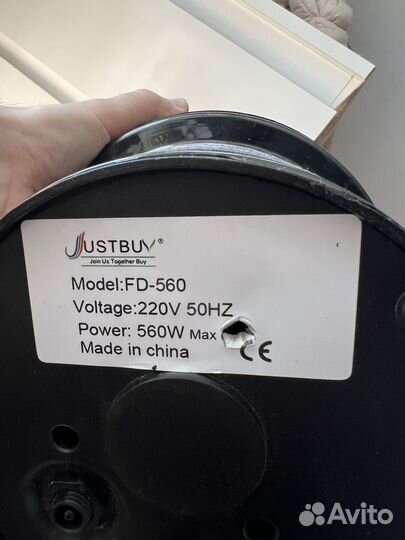 JUSTBUY®
Join Us Together Buy
Model:FD-560
Voltage:220V 50HZ
Power: 560W Max
Made in china CE
Avito